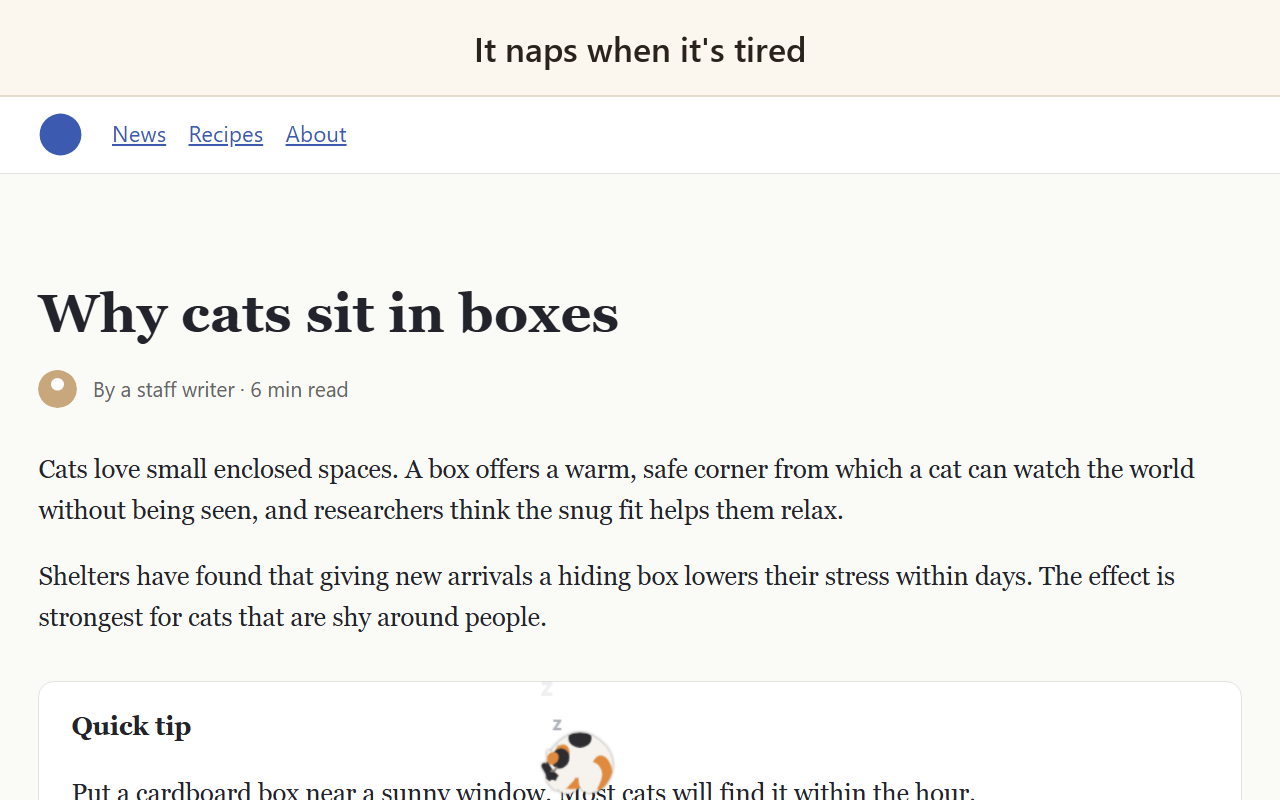 It naps when it's tired
News Recipes About
Why cats sit in boxes
By a staff writer · 6 min read
Cats love small enclosed spaces. A box offers a warm, safe corner from which a cat can watch the world
without being seen, and researchers think the snug fit helps them relax.
Shelters have found that giving new arrivals a hiding box lowers their stress within days. The effect is
strongest for cats that are shy around people.
z
Quick tip
z
Put a cardboard box near a sunny window. Most cats will find it within the hour.